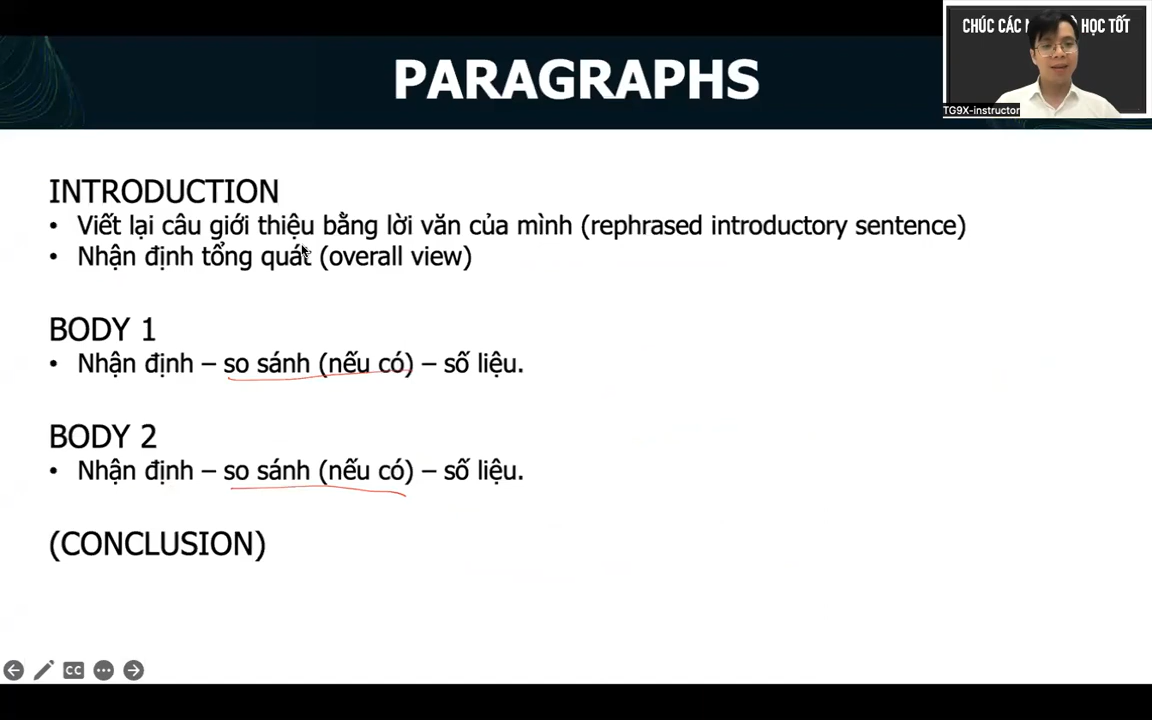 CHÚC CÁC HỌC TỐT
TG9X-instructor
PARAGRAPHS
INTRODUCTION
• Viết lại câu giới thiệu bằng lời văn của mình (rephrased introductory sentence)
• Nhận định tổng quát (overall view)
BODY 1
• Nhận định – so sánh (nếu có) – số liệu.
BODY 2
• Nhận định – so sánh (nếu có) – số liệu.
(CONCLUSION)
CC